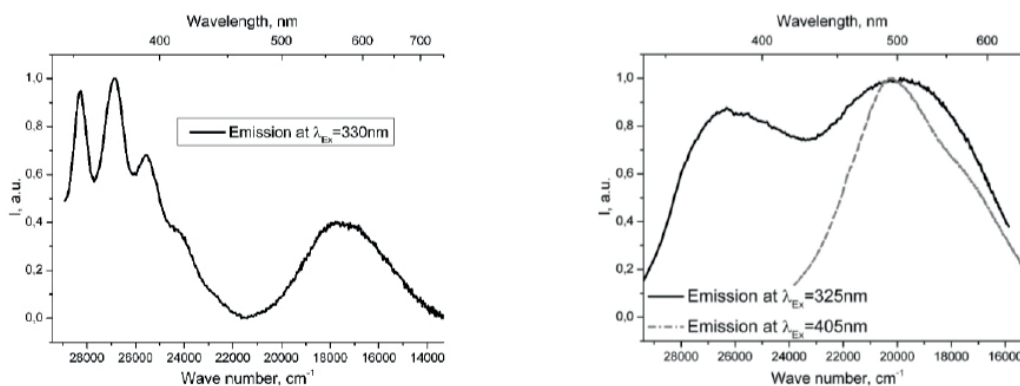 Wavelength, nm
400 500 600 700
1,0
0,8
0,6
0,4
0,2
0,0
I, a.u.
Emission at λEx=330nm
28000 26000 24000 22000 20000 18000 16000 14000
Wave number, cm⁻¹
Wavelength, nm
400 500 600
1,0
0,8
0,6
0,4
0,2
0,0
I, a.u.
Emission at λEx=325nm
Emission at λEx=405nm
28000 26000 24000 22000 20000 18000 16000
Wave number, cm⁻¹